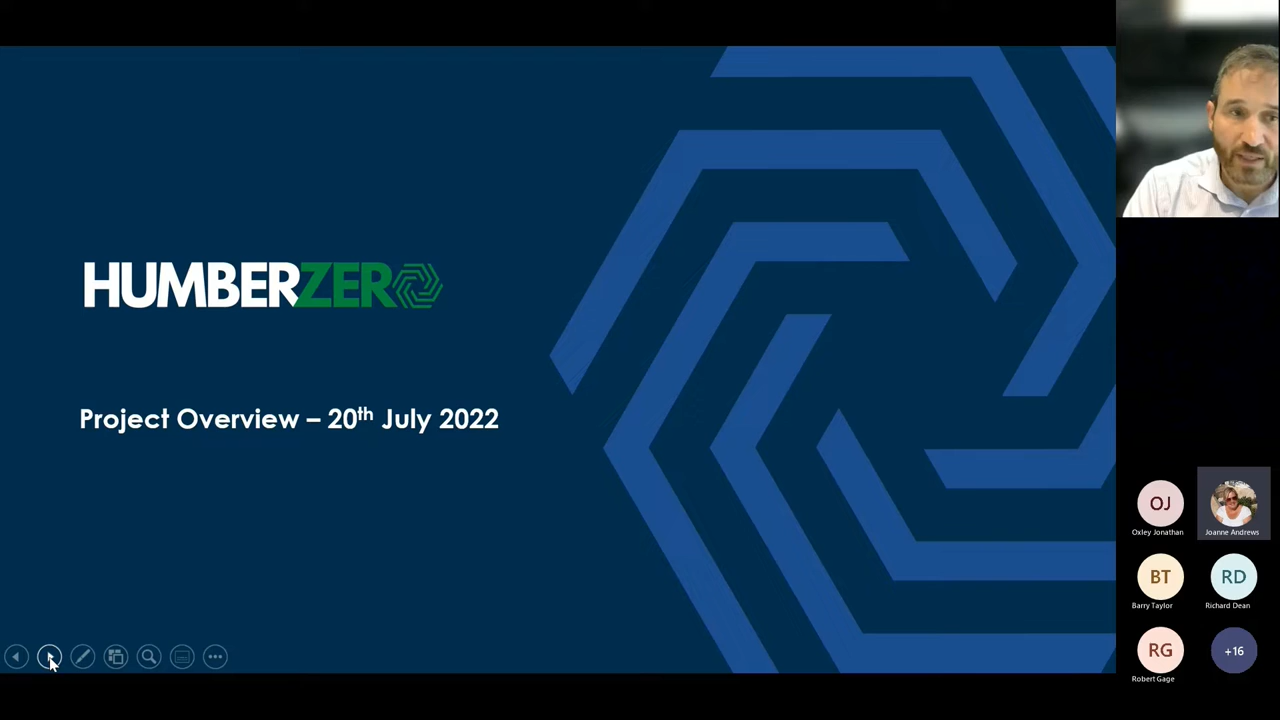 HUMBERZERO
Project Overview – 20th July 2022
OJ
Oxley Jonathan
Joanne Andrews
BT
Barry Taylor
RD
Richard Dean
RG
Robert Gage
+16